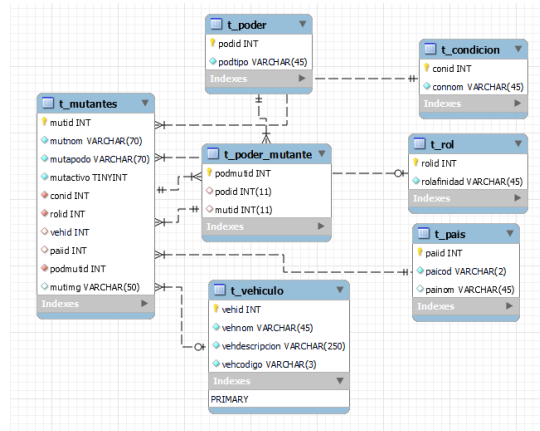 t_poder
podid INT
podtipo VARCHAR(45)
Indexes
t_condicion
conid INT
connom VARCHAR(45)
Indexes
t_mutantes
mutid INT
mutnom VARCHAR(70)
mutapodo VARCHAR(70)
mutactivo TINYINT
conid INT
rolid INT
vehid INT
paiid INT
podmutid INT
mutimg VARCHAR(50)
Indexes
t_poder_mutante
podmutid INT
podid INT(11)
mutid INT(11)
Indexes
t_rol
rolid INT
rolafinidad VARCHAR(45)
Indexes
t_pais
paiid INT
paicod VARCHAR(2)
painom VARCHAR(45)
Indexes
t_vehiculo
vehid INT
vehnom VARCHAR(45)
vehdescripcion VARCHAR(250)
vehcodigo VARCHAR(3)
Indexes
PRIMARY